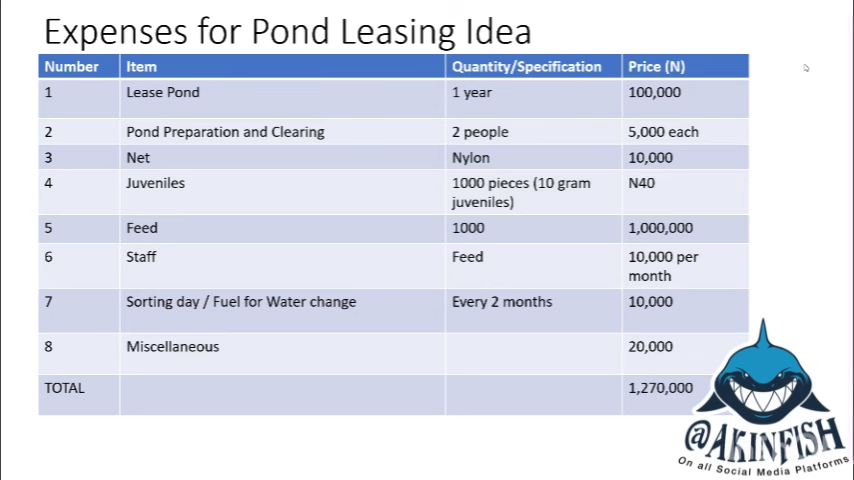 Expenses for Pond Leasing Idea
Number Item Quantity/Specification Price (N)
1 Lease Pond 1 year 100,000
2 Pond Preparation and Clearing 2 people 5,000 each
3 Net Nylon 10,000
4 Juveniles 1000 pieces (10 gram N40
juveniles)
5 Feed 1000 1,000,000
6 Staff Feed 10,000 per
month
7 Sorting day / Fuel for Water change Every 2 months 10,000
8 Miscellaneous 20,000
TOTAL 1,270,000
@AKINFISH
On all Social Media Platforms